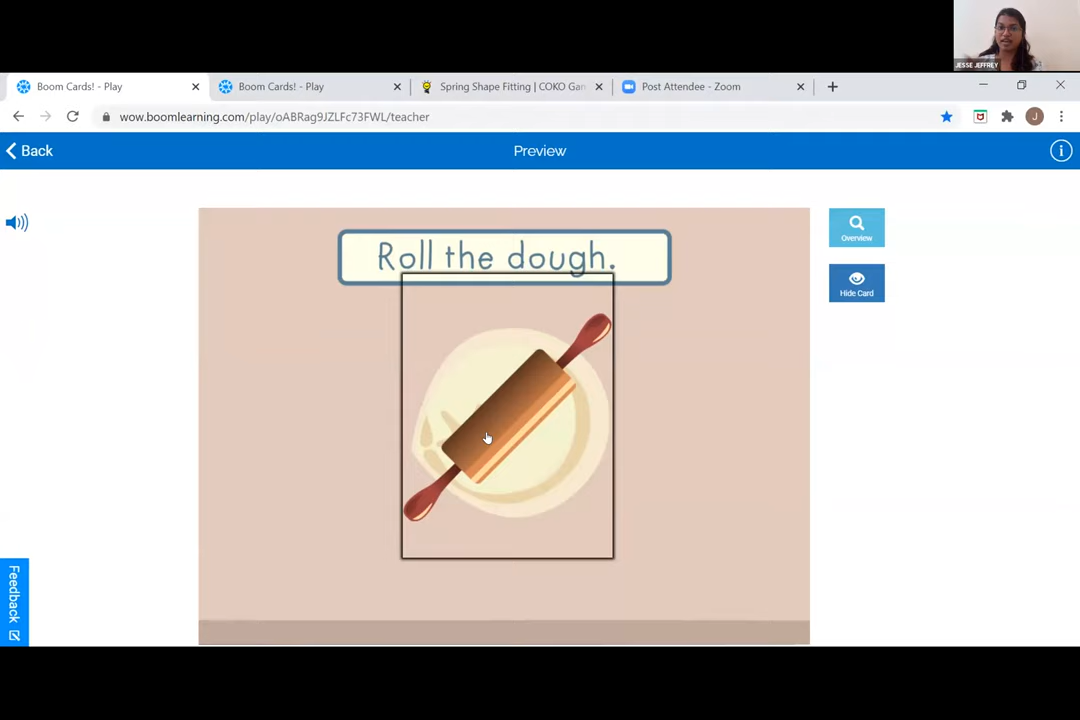 JESSE JEFFREY
Boom Cards! - Play
Boom Cards! - Play
Spring Shape Fitting | COKO Gan
Post Attendee - Zoom
wow.boomlearning.com/play/oABRag9JZLFc73FWL/teacher
J
Back
Preview
Roll the dough.
Overview
Hide Card
Feedback